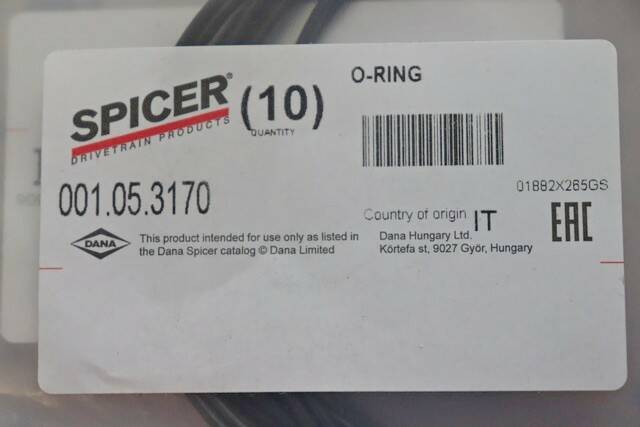 SPICER®
DRIVETRAIN PRODUCTS
(10)
QUANTITY
O-RING
001.05.3170
01882X265GS
Country of origin IT
EAC
DANA
This product intended for use only as listed in
the Dana Spicer catalog © Dana Limited
Dana Hungary Ltd.
Körtefa st, 9027 Györ, Hungary